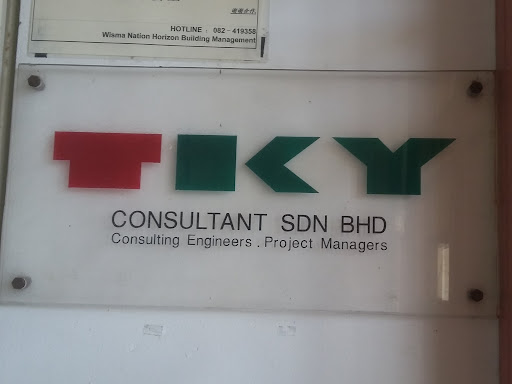 HOTLINE : 082 - 419358
Wisma Nation Horizon Building Management
TKY
CONSULTANT SDN BHD
Consulting Engineers . Project Managers